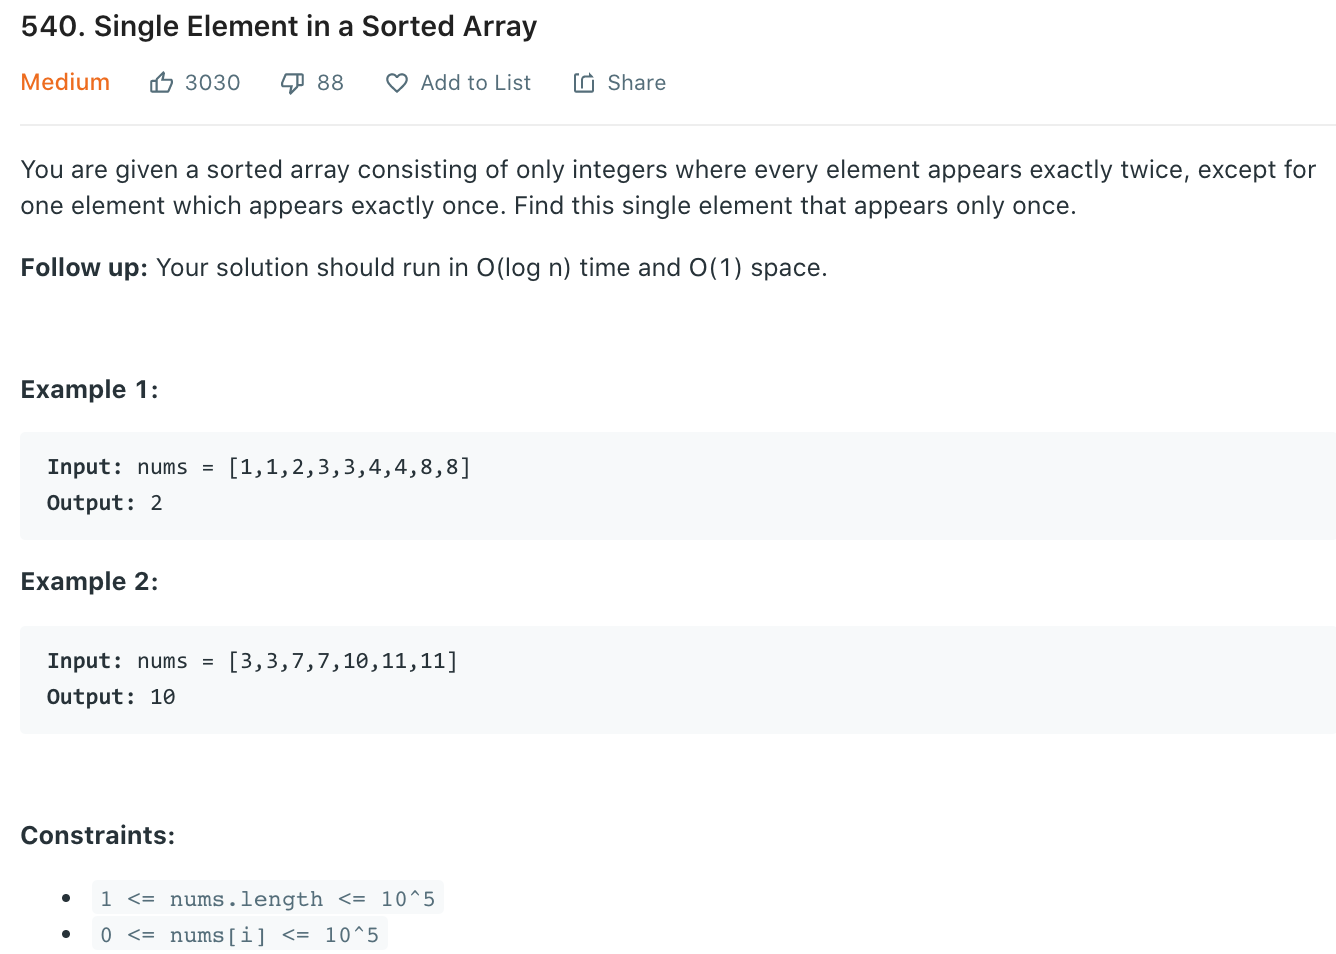 540. Single Element in a Sorted Array
Medium 3030 88 Add to List Share
You are given a sorted array consisting of only integers where every element appears exactly twice, except for
one element which appears exactly once. Find this single element that appears only once.
Follow up: Your solution should run in O(log n) time and O(1) space.
Example 1:
Input: nums = [1,1,2,3,3,4,4,8,8]
Output: 2
Example 2:
Input: nums = [3,3,7,7,10,11,11]
Output: 10
Constraints:
• 1 <= nums.length <= 10^5
• 0 <= nums[i] <= 10^5